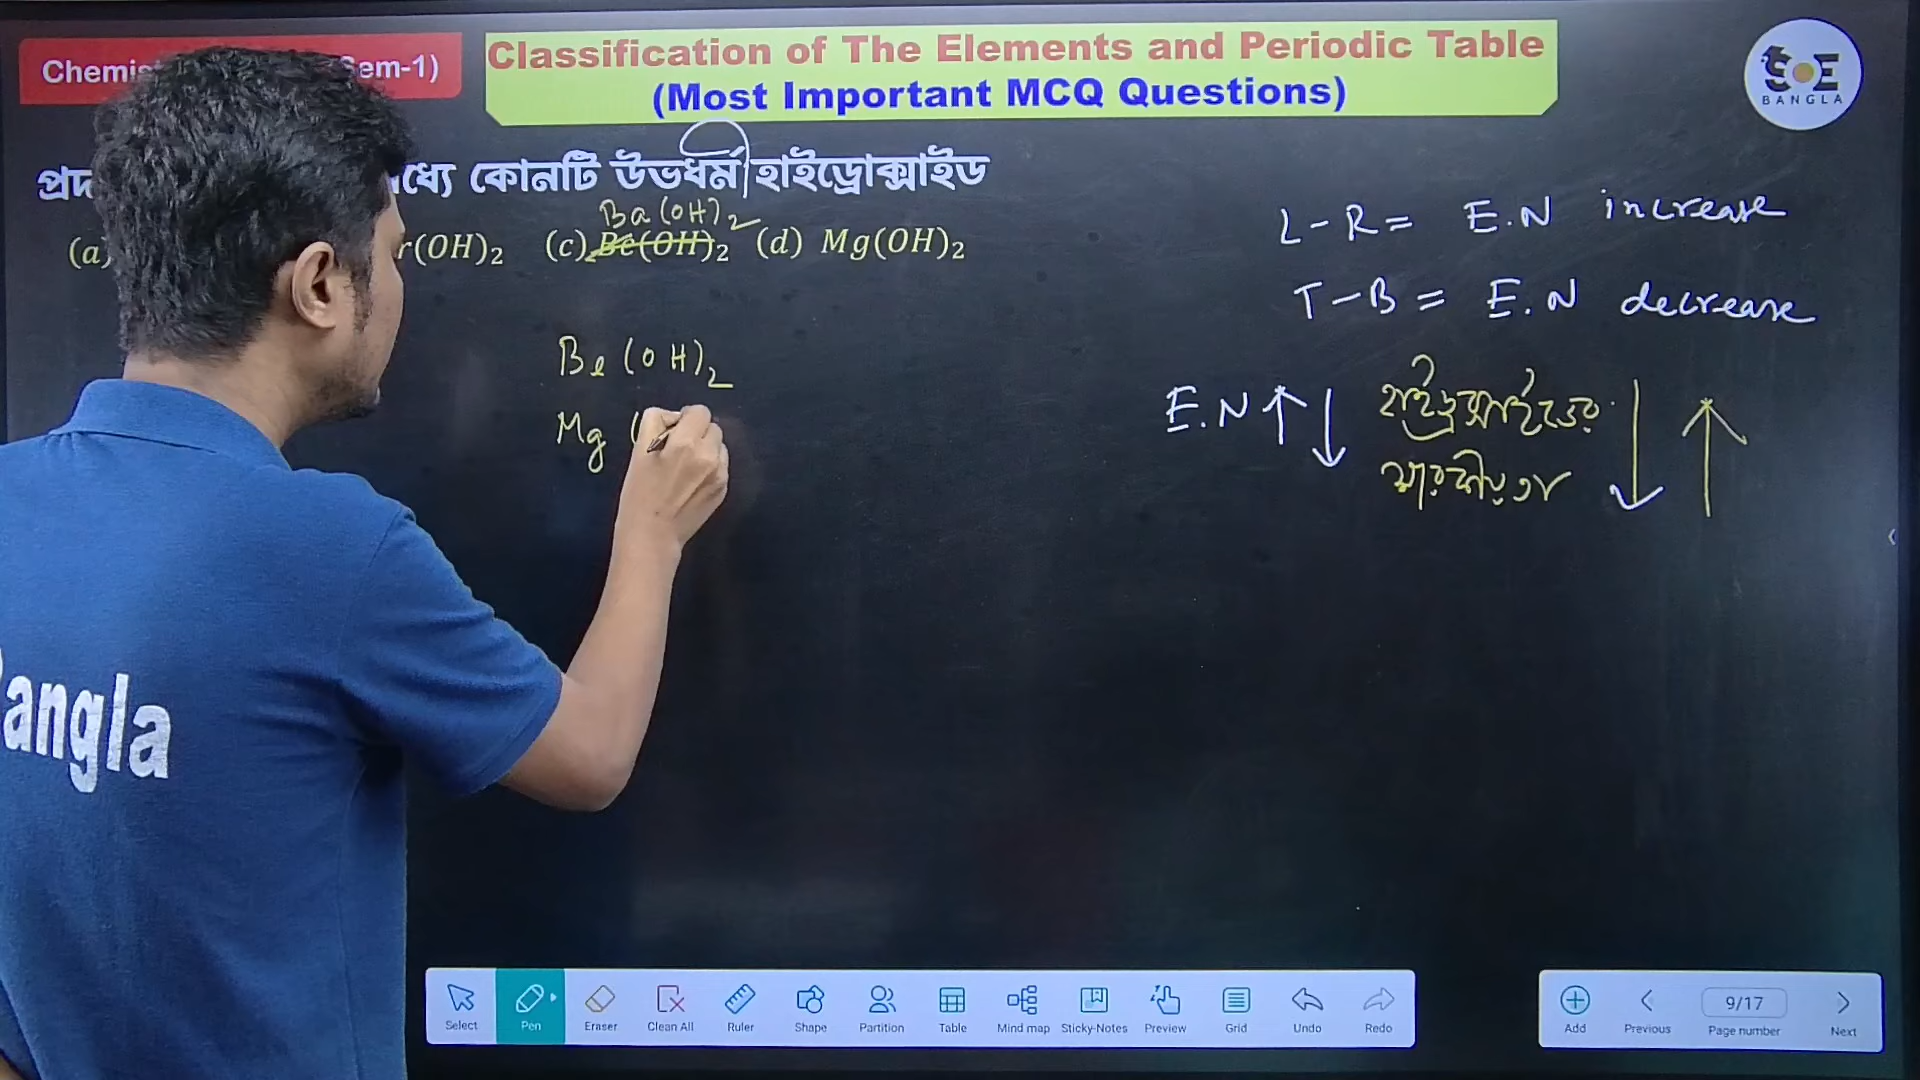 Classification of The Elements and Periodic Table
(Most Important MCQ Questions)
Chemis Sem-1)
SOE
BANGLA
প্রদ ধ্যে কোনটি উভধর্মী হাইড্রোক্সাইড
Ba(OH)2
(a) r(OH)2 (c) Be(OH)2 (d) Mg(OH)2
L-R = E.N increase
T-B = E.N decrease
Be(OH)2
Mg (
E.N ↑ ↓
↓ ↑
angla
Select Pen Eraser Clean All Ruler Shape Partition Table Mind map Sticky-Notes Preview Grid Undo Redo
Add Previous 9/17 Page number Next